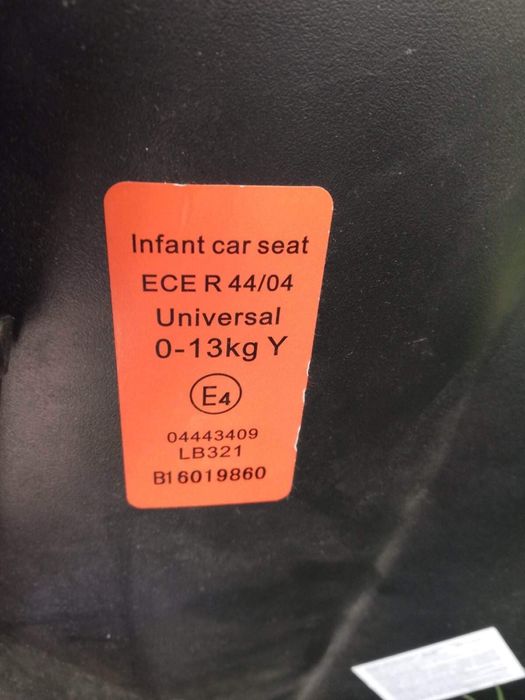 Infant car seat
ECE R 44/04
Universal
0-13kg Y
E4
04443409
LB321
B16019860